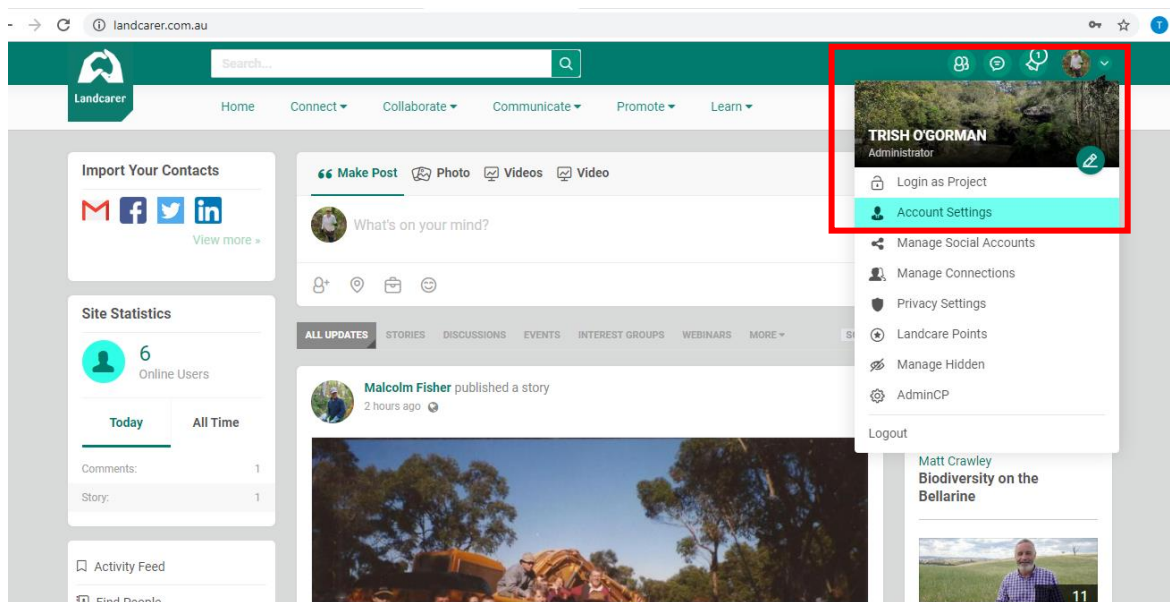 landcarer.com.au
T
Search...
1
Landcarer
Home Connect Collaborate Communicate Promote Learn
TRISH O'GORMAN
Administrator
Login as Project
Account Settings
Manage Social Accounts
Manage Connections
Privacy Settings
Landcare Points
Manage Hidden
AdminCP
Logout
Import Your Contacts
View more »
Make Post Photo Videos Video
What's on your mind?
Site Statistics
6
Online Users
Today All Time
Comments: 1
Story: 1
ALL UPDATES STORIES DISCUSSIONS EVENTS INTEREST GROUPS WEBINARS MORE
Malcolm Fisher published a story
2 hours ago
Matt Crawley
Biodiversity on the
Bellarine
11
Activity Feed
Find People